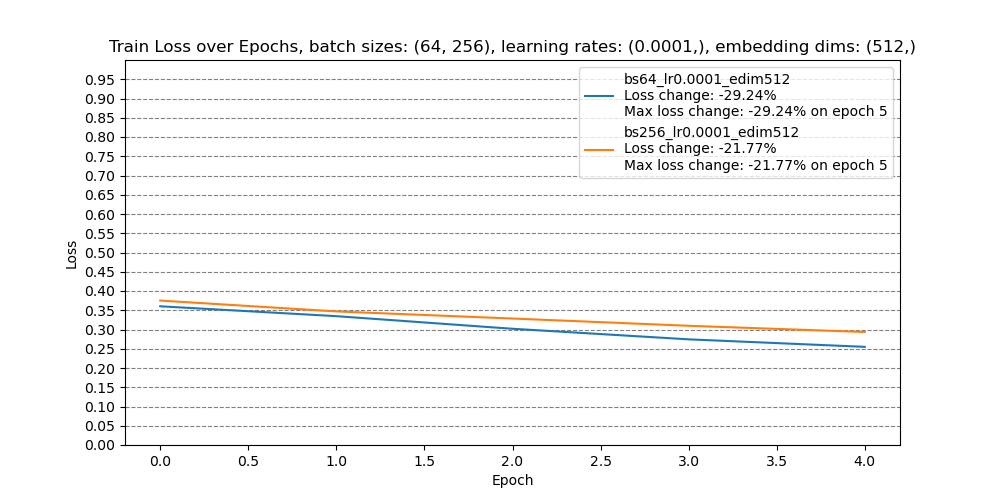 Train Loss over Epochs, batch sizes: (64, 256), learning rates: (0.0001,), embedding dims: (512,)
bs64_lr0.0001_edim512
Loss change: -29.24%
Max loss change: -29.24% on epoch 5
bs256_lr0.0001_edim512
Loss change: -21.77%
Max loss change: -21.77% on epoch 5
Loss
0.95
0.90
0.85
0.80
0.75
0.70
0.65
0.60
0.55
0.50
0.45
0.40
0.35
0.30
0.25
0.20
0.15
0.10
0.05
0.00
0.0 0.5 1.0 1.5 2.0 2.5 3.0 3.5 4.0
Epoch